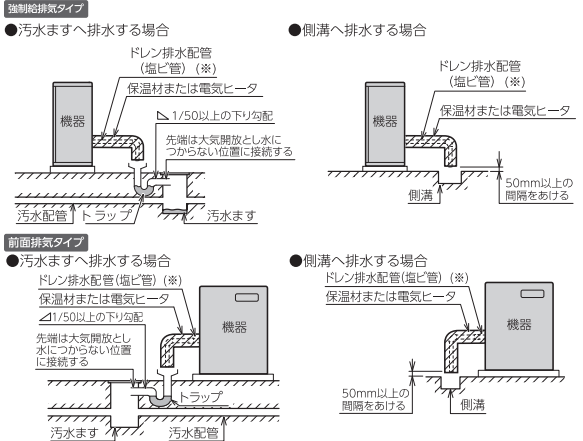 強制給排気タイプ
●汚水ますへ排水する場合
ドレン排水配管
（塩ビ管）（※）
保温材または電気ヒータ
機器
1/50以上の下り勾配
先端は大気開放とし水に
つからない位置に接続する
汚水配管
トラップ
汚水ます
●側溝へ排水する場合
ドレン排水配管
（塩ビ管）（※）
保温材または電気ヒータ
機器
側溝
50mm以上の
間隔をあける
前面排気タイプ
●汚水ますへ排水する場合
ドレン排水配管（塩ビ管）（※）
保温材または電気ヒータ
1/50以上の下り勾配
機器
先端は大気開放とし
水につからない位置
に接続する
トラップ
汚水ます
汚水配管
●側溝へ排水する場合
ドレン排水配管（塩ビ管）（※）
保温材または電気ヒータ
機器
50mm以上の
間隔をあける
側溝